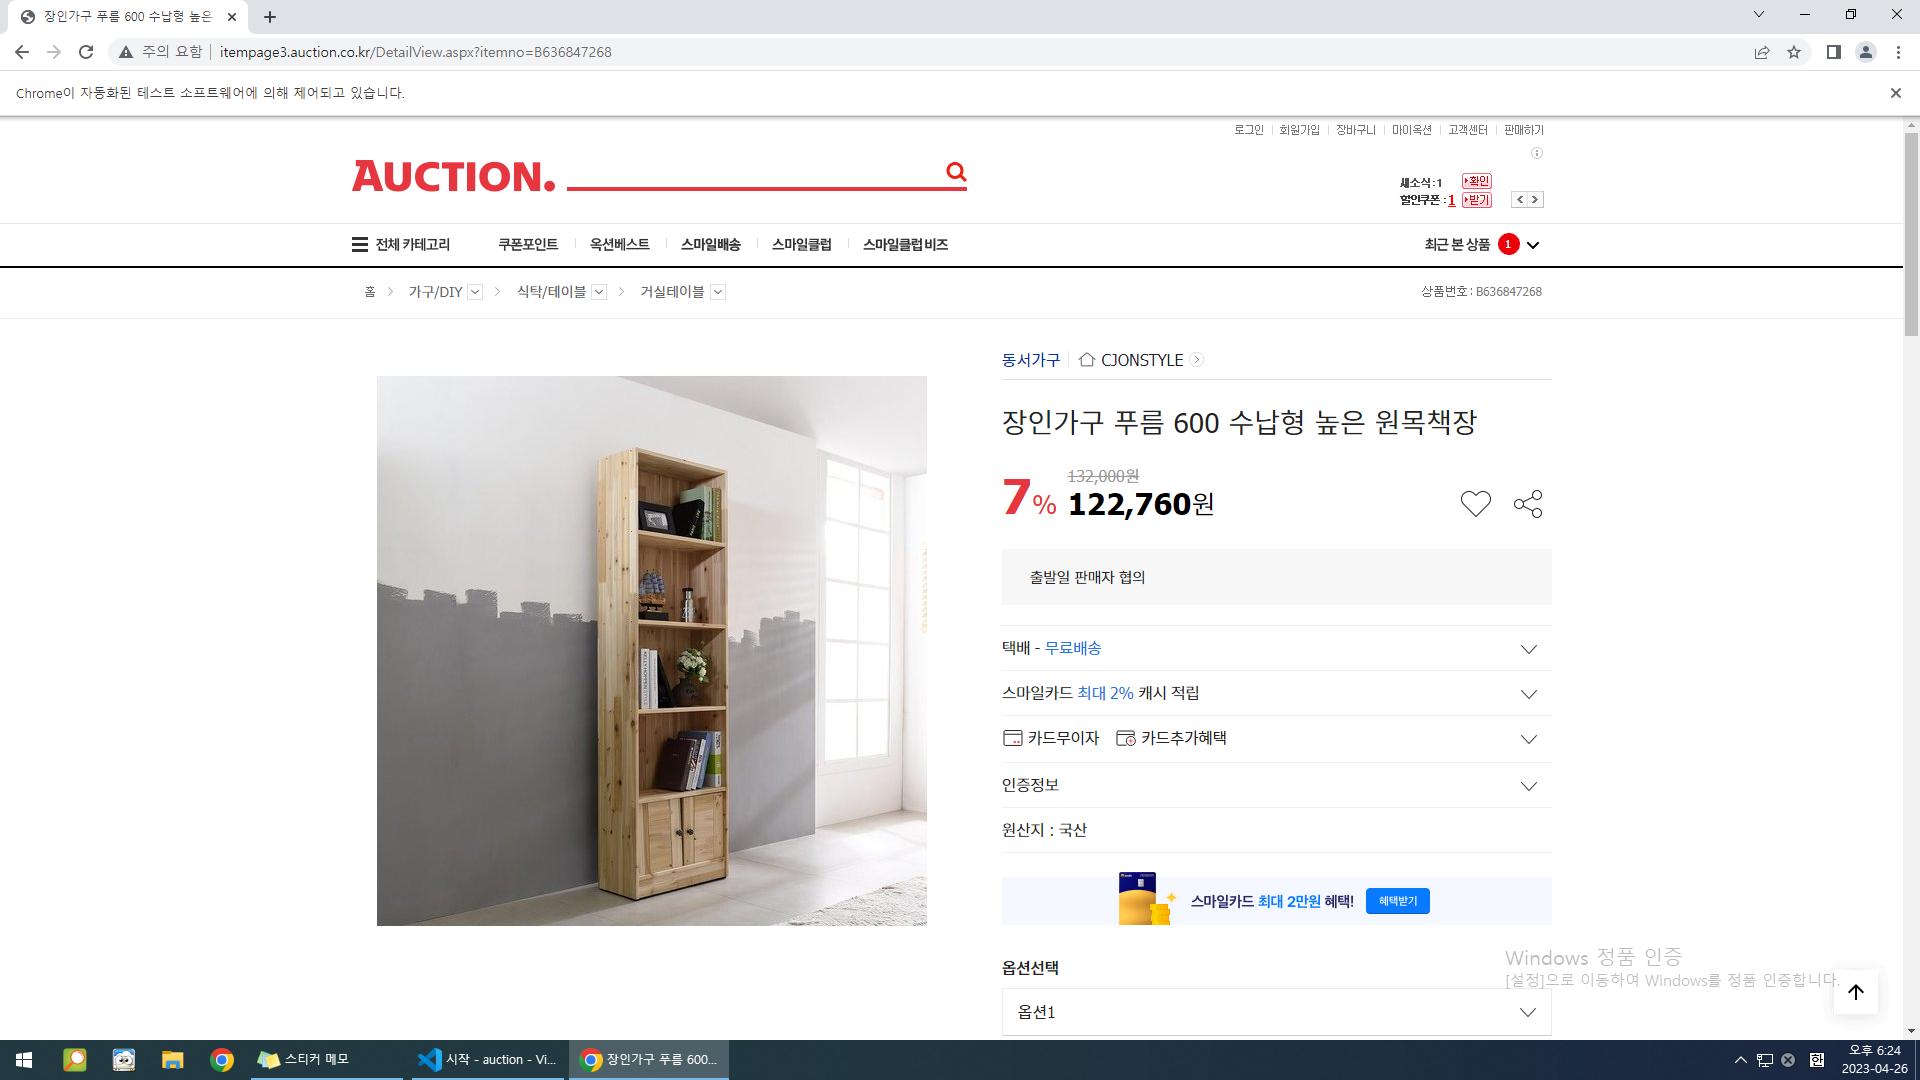 장인가구 푸름 600 수납형 높은
주의 요함
itempage3.auction.co.kr/DetailView.aspx?itemno=B636847268
Chrome이 자동화된 테스트 소프트웨어에 의해 제어되고 있습니다.
로그인 회원가입 장바구니 마이옥션 고객센터 판매하기
AUCTION.
새소식:1 확인
할인쿠폰:1 받기
전체 카테고리 쿠폰포인트 옥션베스트 스마일배송 스마일클럽 스마일클럽 비즈 최근 본 상품 1
홈 가구/DIY 식탁/테이블 거실테이블 상품번호 : B636847268
동서가구 CJONSTYLE
장인가구 푸름 600 수납형 높은 원목책장
132,000원
7% 122,760원
출발일 판매자 협의
택배 - 무료배송
스마일카드 최대 2% 캐시 적립
카드무이자 카드추가혜택
인증정보
원산지 : 국산
스마일카드 최대 2만원 혜택! 혜택받기
옵션선택
옵션1
Windows 정품 인증
[설정]으로 이동하여 Windows를 정품 인증합니다.
스티커 메모 시작 - auction - Vi... 장인가구 푸름 600... 한 오후 6:24
2023-04-26